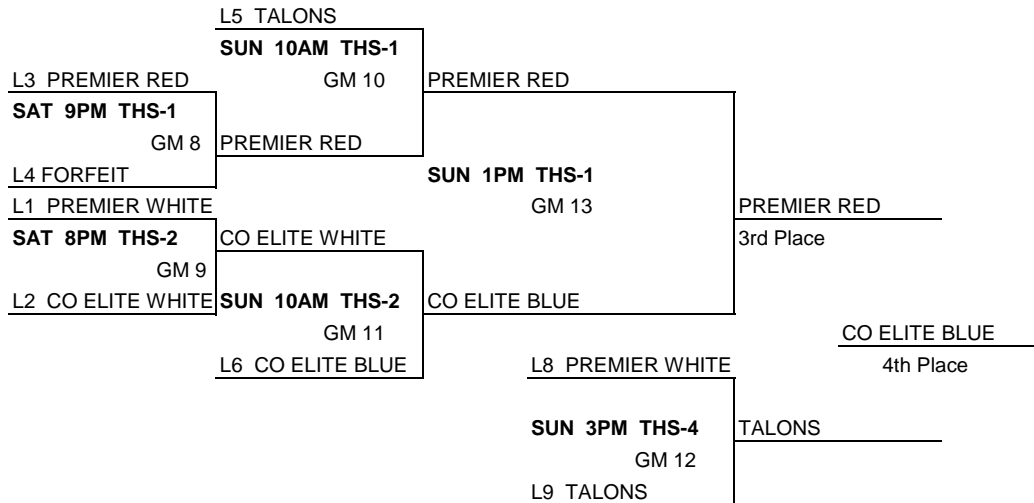 L5 TALONS
SUN 10AM THS-1
L3 PREMIER RED
GM 10
PREMIER RED
SAT 9PM THS-1
GM 8
PREMIER RED
L4 FORFEIT
SUN 1PM THS-1
L1 PREMIER WHITE
GM 13
PREMIER RED
SAT 8PM THS-2
CO ELITE WHITE
3rd Place
GM 9
L2 CO ELITE WHITE
SUN 10AM THS-2
CO ELITE BLUE
GM 11
CO ELITE BLUE
L6 CO ELITE BLUE
L8 PREMIER WHITE
4th Place
SUN 3PM THS-4
TALONS
GM 12
L9 TALONS